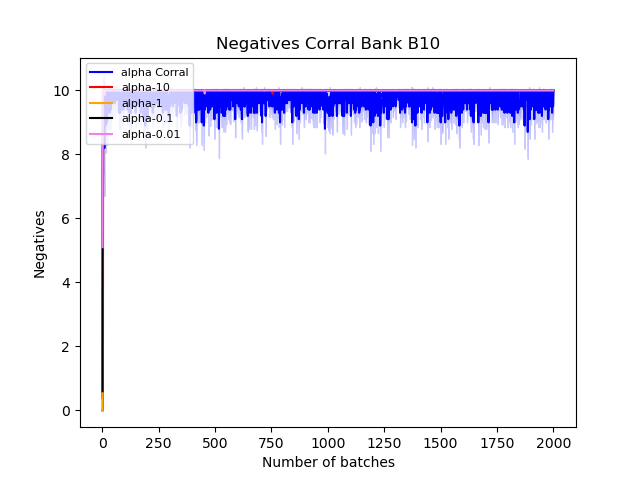 Negatives Corral Bank B10
alpha Corral
alpha-10
alpha-1
alpha-0.1
alpha-0.01
10
8
6
4
2
0
Negatives
0 250 500 750 1000 1250 1500 1750 2000
Number of batches